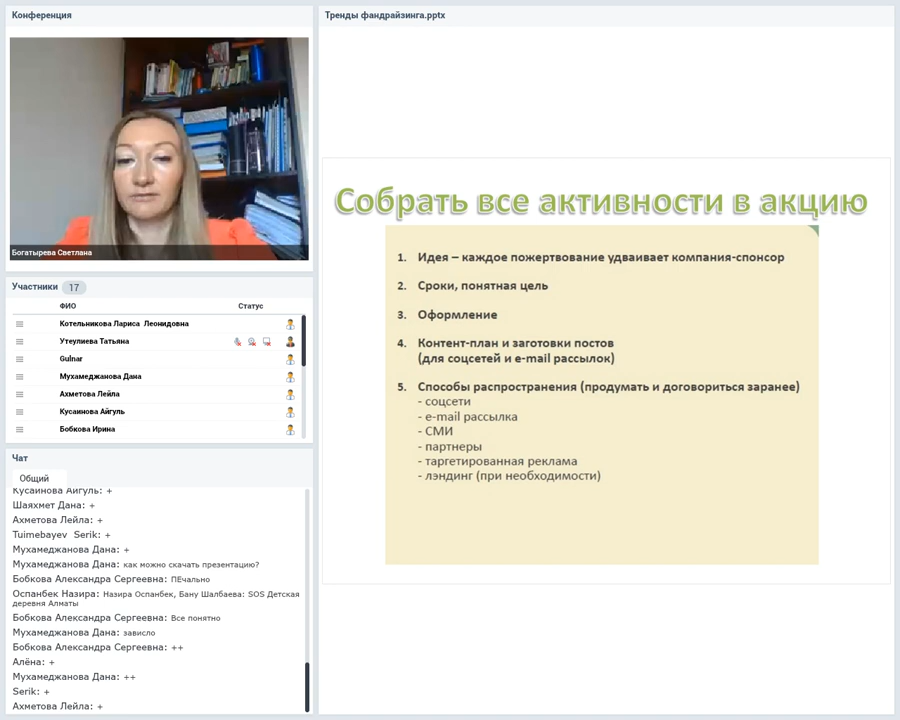 Конференция
Богатырева Светлана
Участники 17
ФИО Статус
Котельникова Лариса Леонидовна
Утеулиева Татьяна
Gulnar
Мухамеджанова Дана
Ахметова Лейла
Кусаинова Айгуль
Бобкова Ирина
Чат
Общий
Кусаинова Айгуль: +
Шаяхмет Дана: +
Ахметова Лейла: +
Tuimebayev Serik: +
Мухамеджанова Дана: +
Мухамеджанова Дана: как можно скачать презентацию?
Бобкова Александра Сергеевна: ПЕчально
Оспанбек Назира: Назира Оспанбек, Бану Шалбаева: SOS Детская
деревня Алматы
Бобкова Александра Сергеевна: Все понятно
Мухамеджанова Дана: зависло
Бобкова Александра Сергеевна: ++
Алёна: +
Мухамеджанова Дана: ++
Serik: +
Ахметова Лейла: +
Тренды фандрайзинга.pptx
Собрать все активности в акцию
1. Идея – каждое пожертвование удваивает компания-спонсор
2. Сроки, понятная цель
3. Оформление
4. Контент-план и заготовки постов
(для соцсетей и e-mail рассылок)
5. Способы распространения (продумать и договориться заранее)
- соцсети
- e-mail рассылка
- СМИ
- партнеры
- таргетированная реклама
- лэндинг (при необходимости)